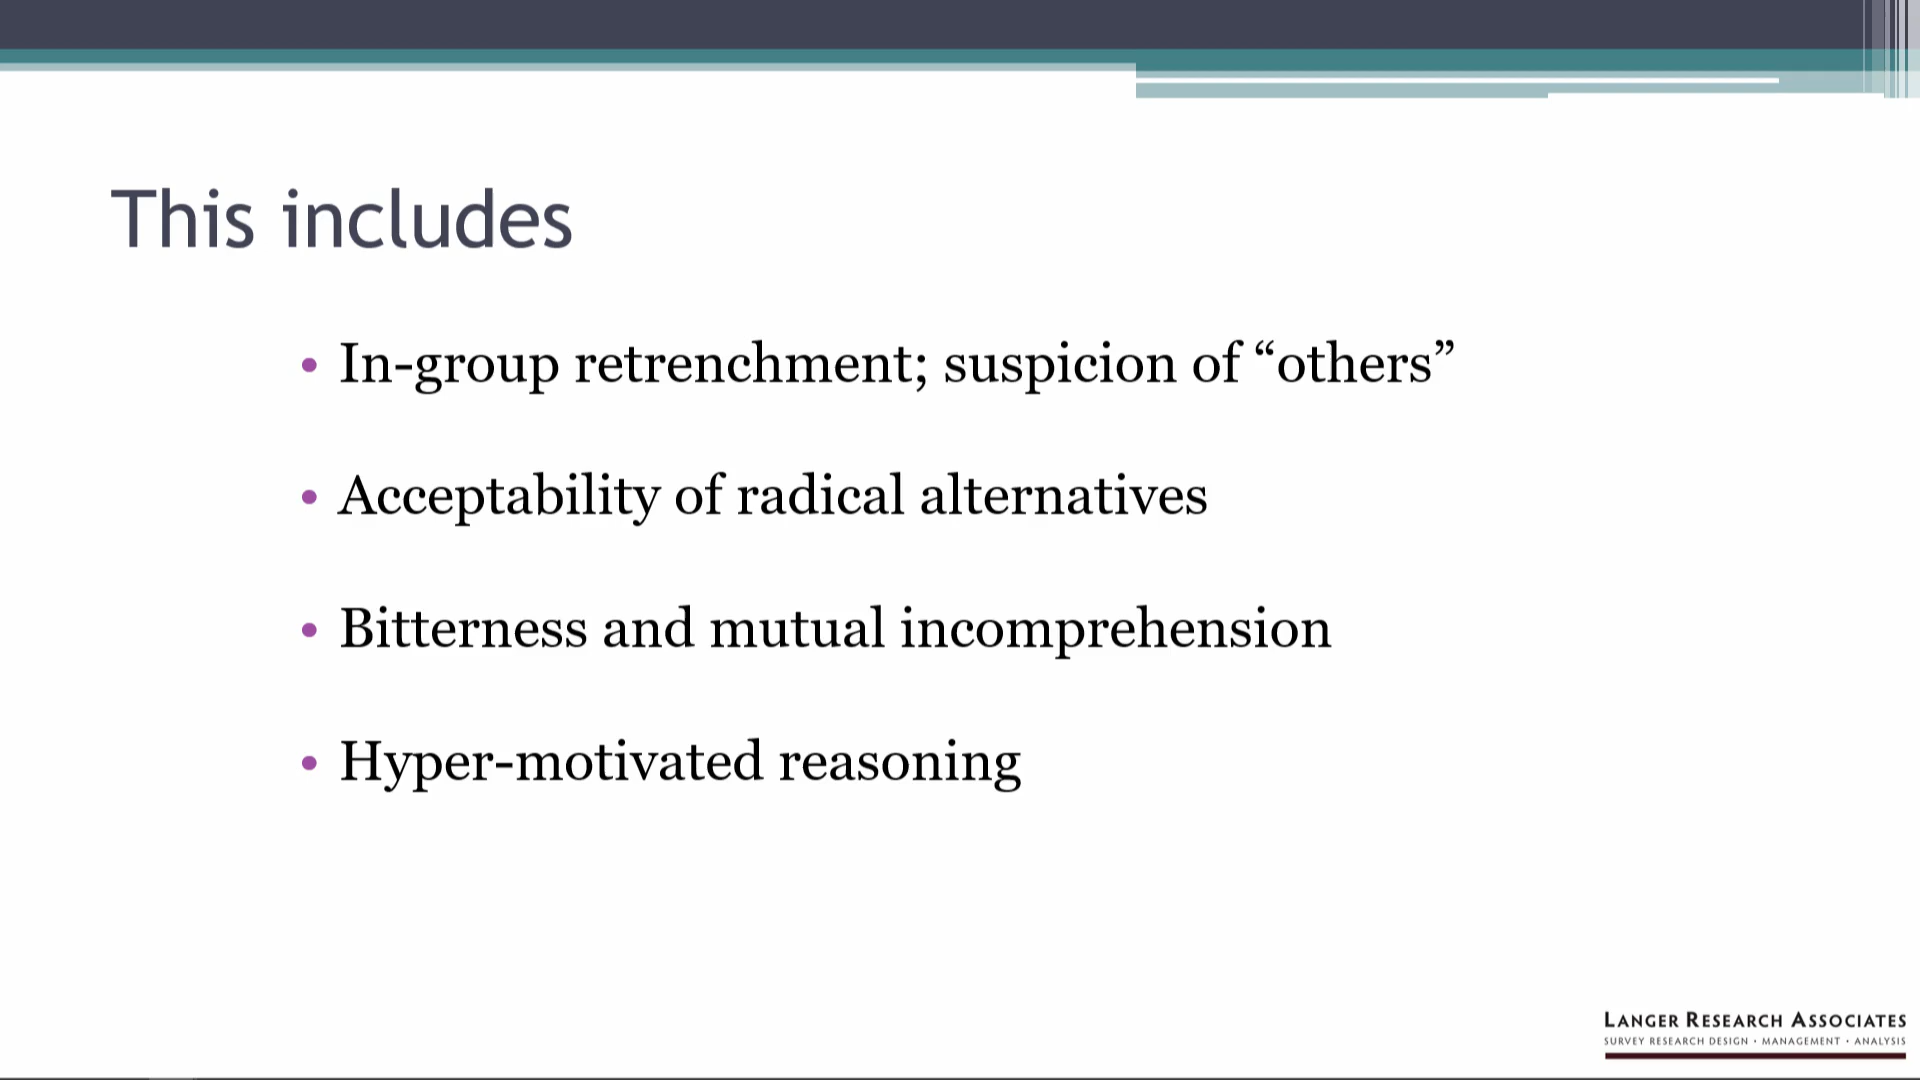 This includes
• In-group retrenchment; suspicion of “others”
• Acceptability of radical alternatives
• Bitterness and mutual incomprehension
• Hyper-motivated reasoning
LANGER RESEARCH ASSOCIATES
SURVEY RESEARCH DESIGN · MANAGEMENT · ANALYSIS